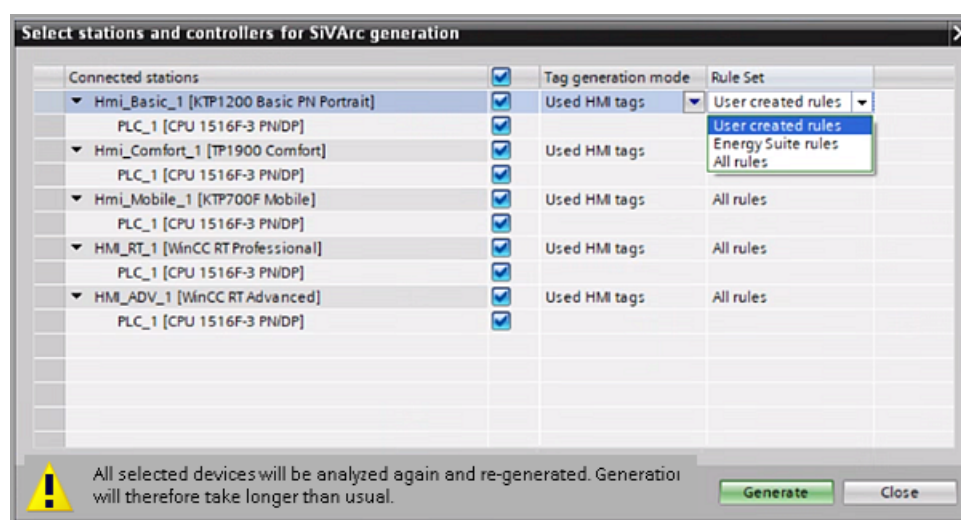 Select stations and controllers for SiVArc generation
Connected stations Tag generation mode Rule Set
Hmi_Basic_1 [KTP1200 Basic PN Portrait] Used HMI tags User created rules
PLC_1 [CPU 1516F-3 PN/DP] User created rules
Energy Suite rules
Hmi_Comfort_1 [TP1900 Comfort] Used HMI tags All rules
PLC_1 [CPU 1516F-3 PN/DP]
Hmi_Mobile_1 [KTP700F Mobile] Used HMI tags All rules
PLC_1 [CPU 1516F-3 PN/DP]
HMI_RT_1 [WinCC RT Professional] Used HMI tags All rules
PLC_1 [CPU 1516F-3 PN/DP]
HMI_ADV_1 [WinCC RT Advanced] Used HMI tags All rules
PLC_1 [CPU 1516F-3 PN/DP]
All selected devices will be analyzed again and re-generated. Generation
will therefore take longer than usual.
Generate Close